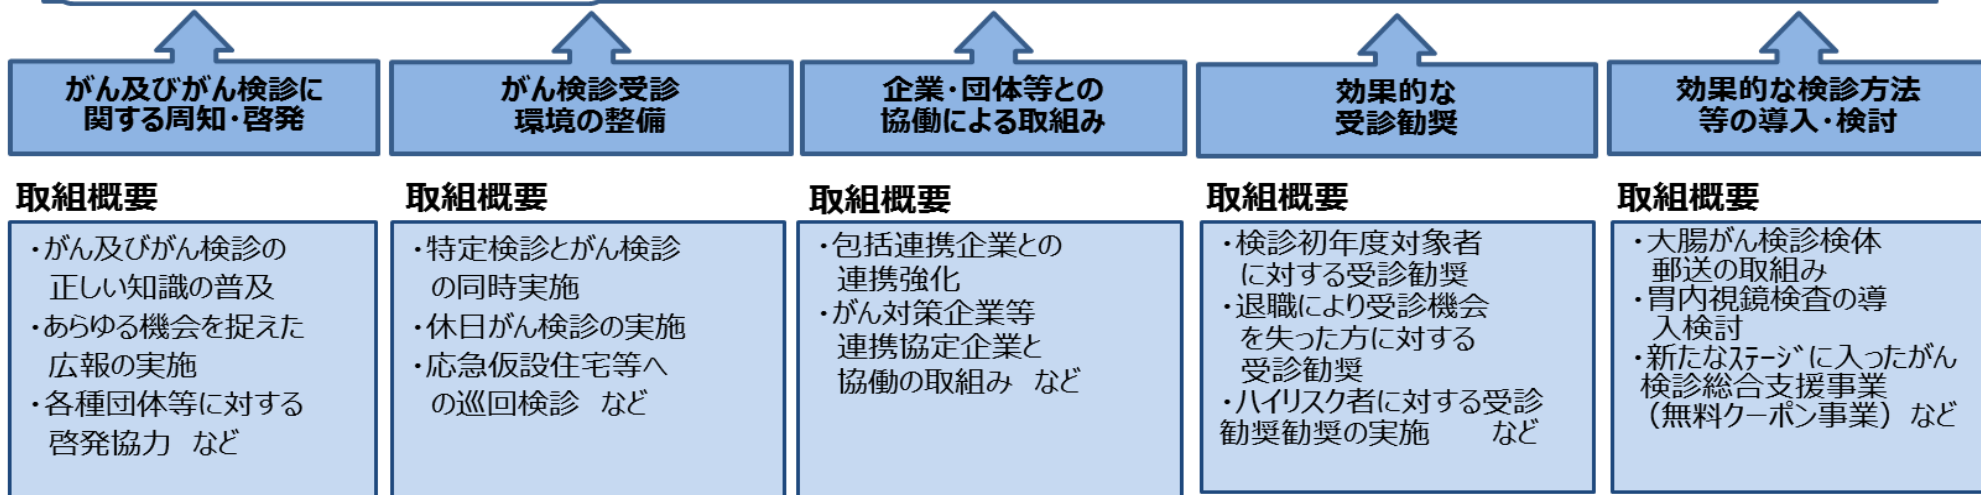 がん及びがん検診に
関する周知・啓発
がん検診受診
環境の整備
企業・団体等との
協働による取組み
効果的な
受診勧奨
効果的な検診方法
等の導入・検討
取組概要
・がん及びがん検診の
正しい知識の普及
・あらゆる機会を捉えた
広報の実施
・各種団体等に対する
啓発協力 など
取組概要
・特定検診とがん検診
の同時実施
・休日がん検診の実施
・応急仮設住宅等へ
の巡回検診 など
取組概要
・包括連携企業との
連携強化
・がん対策企業等
連携協定企業と
協働の取組み など
取組概要
・検診初年度対象者
に対する受診勧奨
・退職により受診機会
を失った方に対する
受診勧奨
・ハイリスク者に対する受診
勧奨勧奨の実施 など
取組概要
・大腸がん検診検体
郵送の取組み
・胃内視鏡検査の導
入検討
・新たなステージに入ったがん
検診総合支援事業
（無料クーポン事業）など